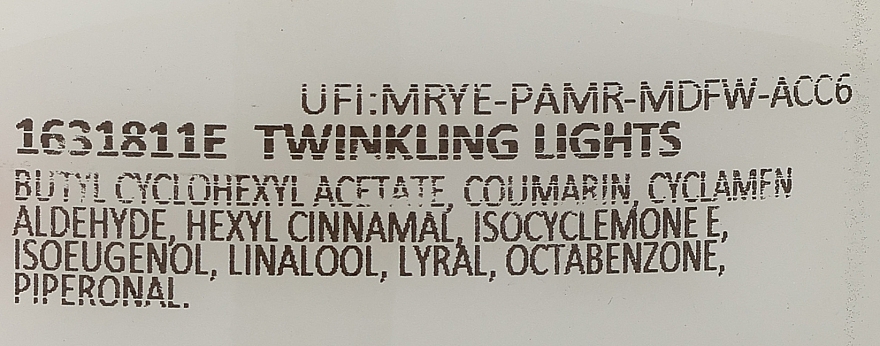 UFI:MRYE-PAMR-MDFW-ACC6
1631811E TWINKLING LIGHTS
BUTYL CYCLOHEXYL ACETATE, COUMARIN, CYCLAMEN
ALDEHYDE, HEXYL CINNAMAL, ISOCYCLEMONE E,
ISOEUGENOL, LINALOOL, LYRAL, OCTABENZONE,
PIPERONAL.